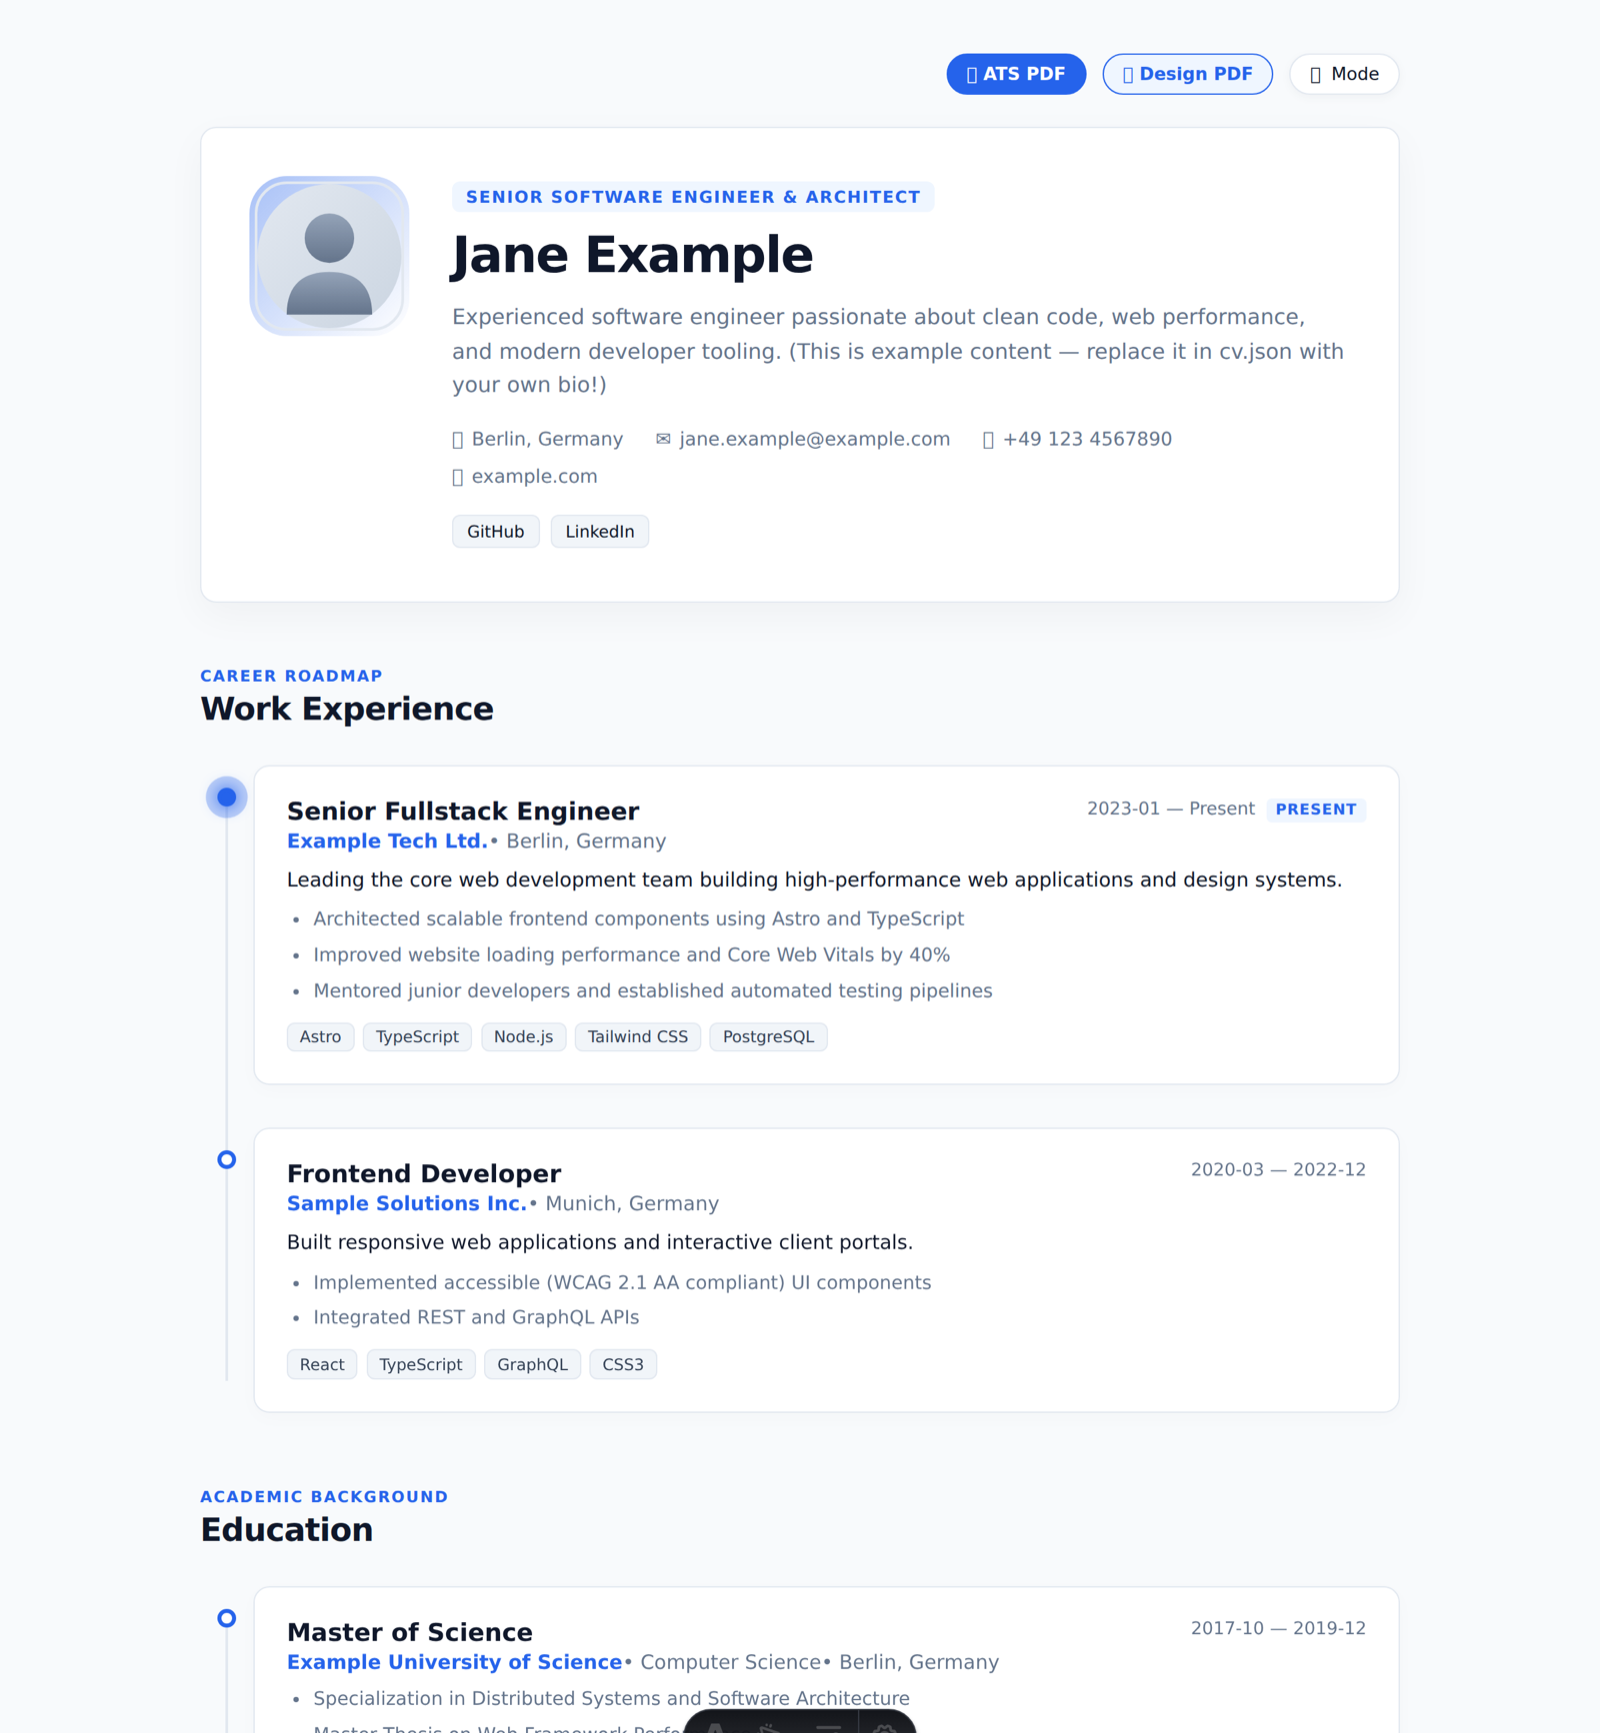 ATS PDF
Design PDF
Mode
SENIOR SOFTWARE ENGINEER & ARCHITECT
Jane Example
Experienced software engineer passionate about clean code, web performance,
and modern developer tooling. (This is example content — replace it in cv.json with
your own bio!)
Berlin, Germany ✉ jane.example@example.com +49 123 4567890
example.com
GitHub LinkedIn
CAREER ROADMAP
Work Experience
Senior Fullstack Engineer 2023-01 — Present PRESENT
Example Tech Ltd.• Berlin, Germany
Leading the core web development team building high-performance web applications and design systems.
• Architected scalable frontend components using Astro and TypeScript
• Improved website loading performance and Core Web Vitals by 40%
• Mentored junior developers and established automated testing pipelines
Astro TypeScript Node.js Tailwind CSS PostgreSQL
Frontend Developer 2020-03 — 2022-12
Sample Solutions Inc.• Munich, Germany
Built responsive web applications and interactive client portals.
• Implemented accessible (WCAG 2.1 AA compliant) UI components
• Integrated REST and GraphQL APIs
React TypeScript GraphQL CSS3
ACADEMIC BACKGROUND
Education
Master of Science 2017-10 — 2019-12
Example University of Science• Computer Science• Berlin, Germany
• Specialization in Distributed Systems and Software Architecture
Master Thesis on Web Framework